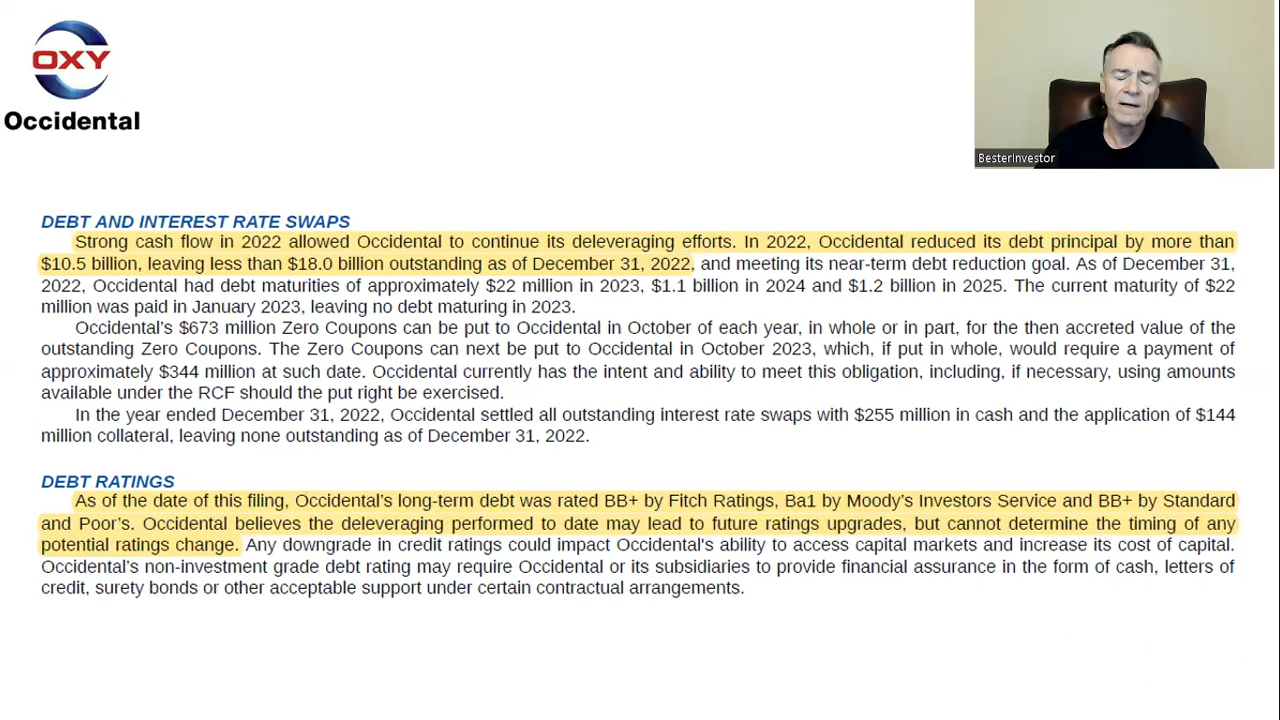 OXY
Occidental
BesterInvestor
DEBT AND INTEREST RATE SWAPS
Strong cash flow in 2022 allowed Occidental to continue its deleveraging efforts. In 2022, Occidental reduced its debt principal by more than
$10.5 billion, leaving less than $18.0 billion outstanding as of December 31, 2022, and meeting its near-term debt reduction goal. As of December 31,
2022, Occidental had debt maturities of approximately $22 million in 2023, $1.1 billion in 2024 and $1.2 billion in 2025. The current maturity of $22
million was paid in January 2023, leaving no debt maturing in 2023.
Occidental’s $673 million Zero Coupons can be put to Occidental in October of each year, in whole or in part, for the then accreted value of the
outstanding Zero Coupons. The Zero Coupons can next be put to Occidental in October 2023, which, if put in whole, would require a payment of
approximately $344 million at such date. Occidental currently has the intent and ability to meet this obligation, including, if necessary, using amounts
available under the RCF should the put right be exercised.
In the year ended December 31, 2022, Occidental settled all outstanding interest rate swaps with $255 million in cash and the application of $144
million collateral, leaving none outstanding as of December 31, 2022.
DEBT RATINGS
As of the date of this filing, Occidental’s long-term debt was rated BB+ by Fitch Ratings, Ba1 by Moody’s Investors Service and BB+ by Standard
and Poor’s. Occidental believes the deleveraging performed to date may lead to future ratings upgrades, but cannot determine the timing of any
potential ratings change. Any downgrade in credit ratings could impact Occidental's ability to access capital markets and increase its cost of capital.
Occidental’s non-investment grade debt rating may require Occidental or its subsidiaries to provide financial assurance in the form of cash, letters of
credit, surety bonds or other acceptable support under certain contractual arrangements.